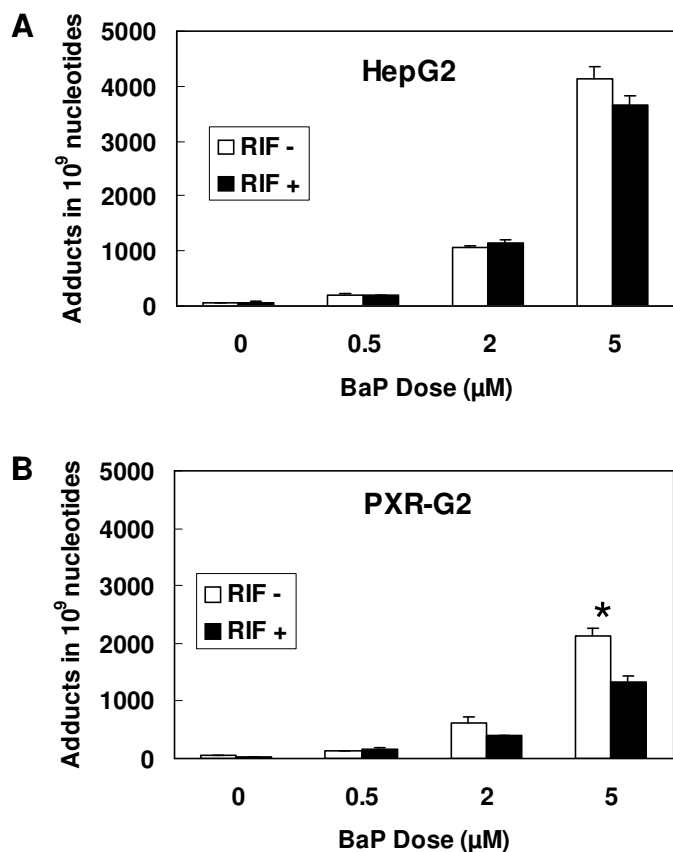 A
5000
4000
3000
2000
1000
0
Adducts in 10⁹ nucleotides
HepG2
RIF -
RIF +
0 0.5 2 5
BaP Dose (µM)
B
5000
4000
3000
2000
1000
0
Adducts in 10⁹ nucleotides
PXR-G2
RIF -
RIF +
*
0 0.5 2 5
BaP Dose (µM)